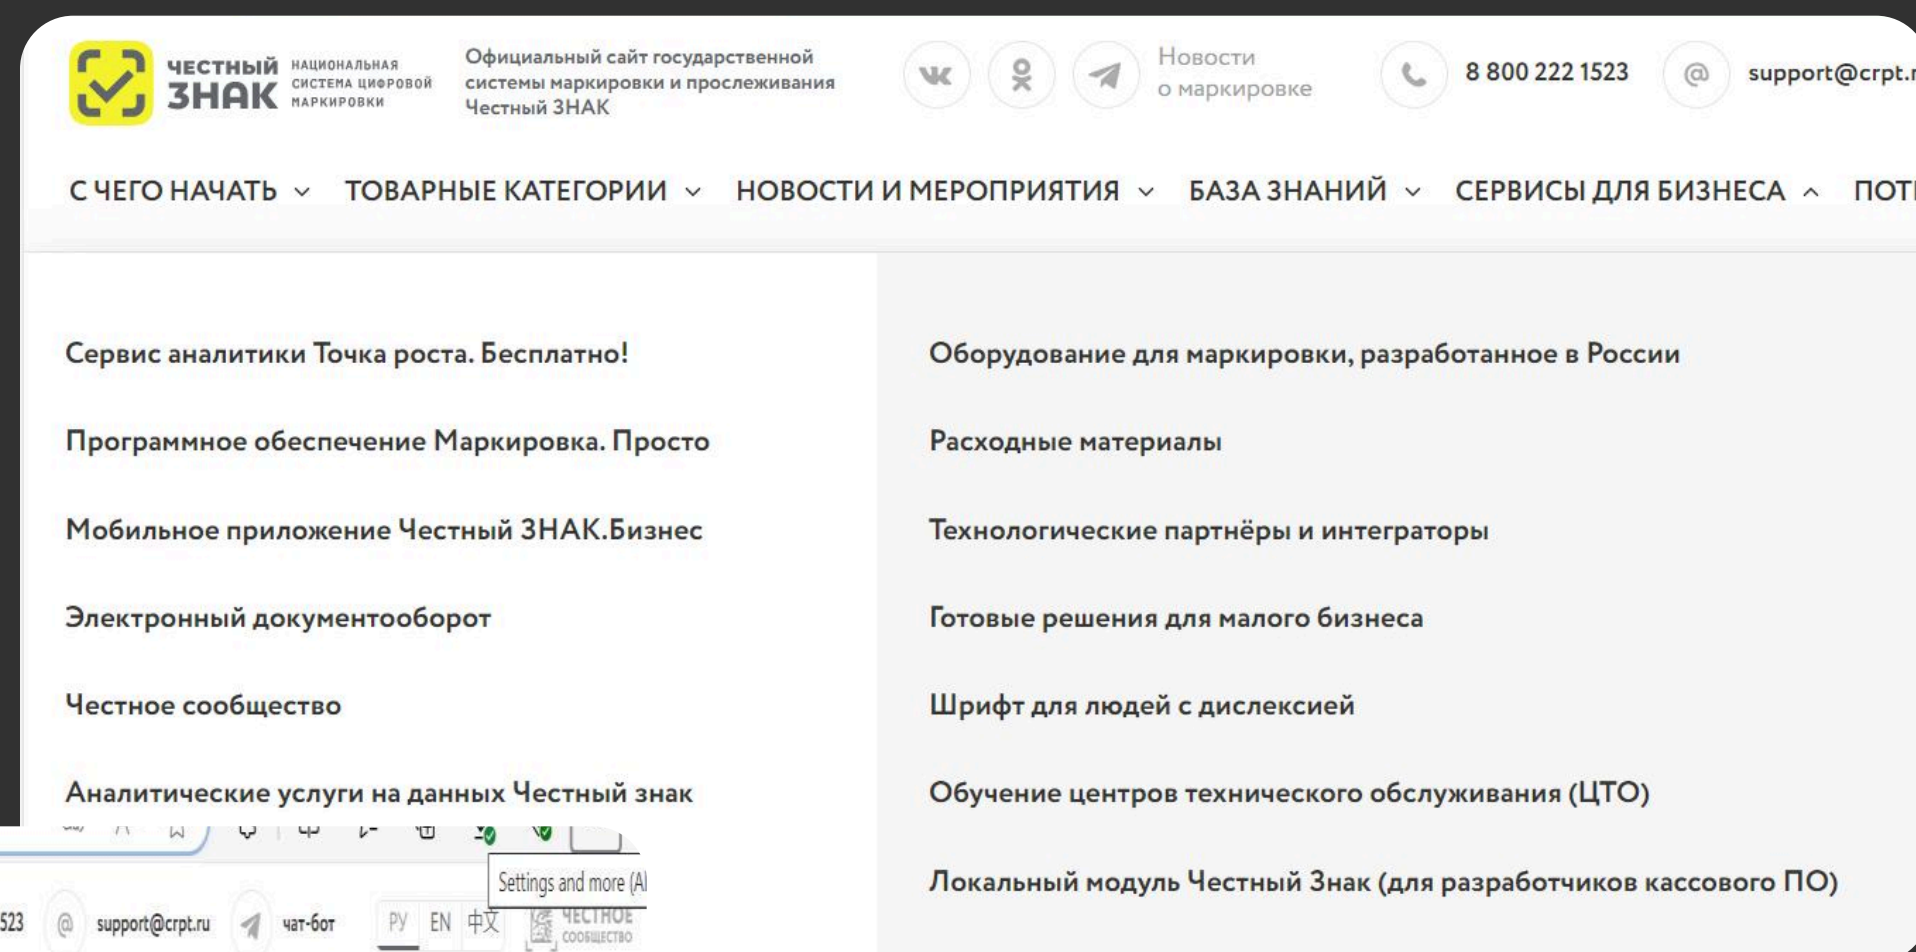 ЧЕСТНЫЙ
ЗНАК
НАЦИОНАЛЬНАЯ
СИСТЕМА ЦИФРОВОЙ
МАРКИРОВКИ
Официальный сайт государственной
системы маркировки и прослеживания
Честный ЗНАК
Новости
о маркировке
8 800 222 1523
@ support@crpt.r
С ЧЕГО НАЧАТЬ ТОВАРНЫЕ КАТЕГОРИИ НОВОСТИ И МЕРОПРИЯТИЯ БАЗА ЗНАНИЙ СЕРВИСЫ ДЛЯ БИЗНЕСА ПОТ
Сервис аналитики Точка роста. Бесплатно!
Программное обеспечение Маркировка. Просто
Мобильное приложение Честный ЗНАК.Бизнес
Электронный документооборот
Честное сообщество
Аналитические услуги на данных Честный знак
Оборудование для маркировки, разработанное в России
Расходные материалы
Технологические партнёры и интеграторы
Готовые решения для малого бизнеса
Шрифт для людей с дислексией
Обучение центров технического обслуживания (ЦТО)
Локальный модуль Честный Знак (для разработчиков кассового ПО)
Settings and more (Al
523 @ support@crpt.ru чат-бот РУ EN 中文 ЧЕСТНОЕ
СООБЩЕСТВО